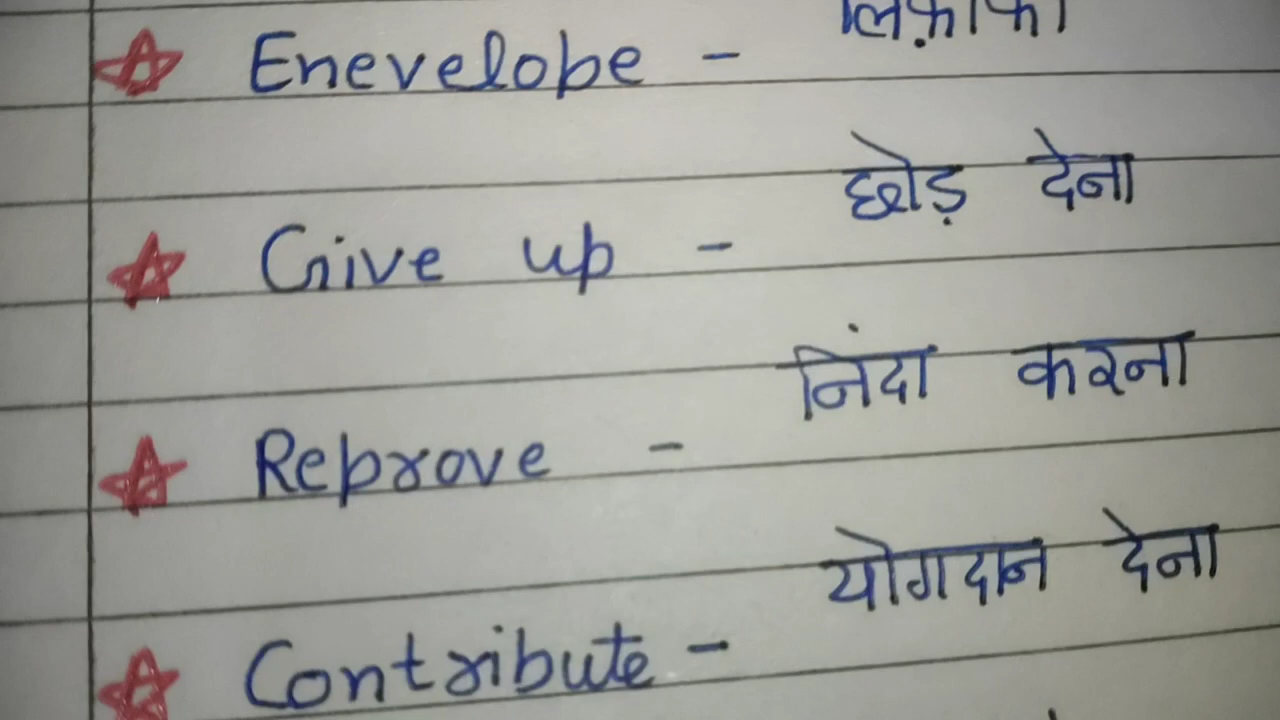 Enevelobe - लिफ़ाफा
Give up - छोड़ देना
Reprove - निंदा करना
Contribute - योगदान देना